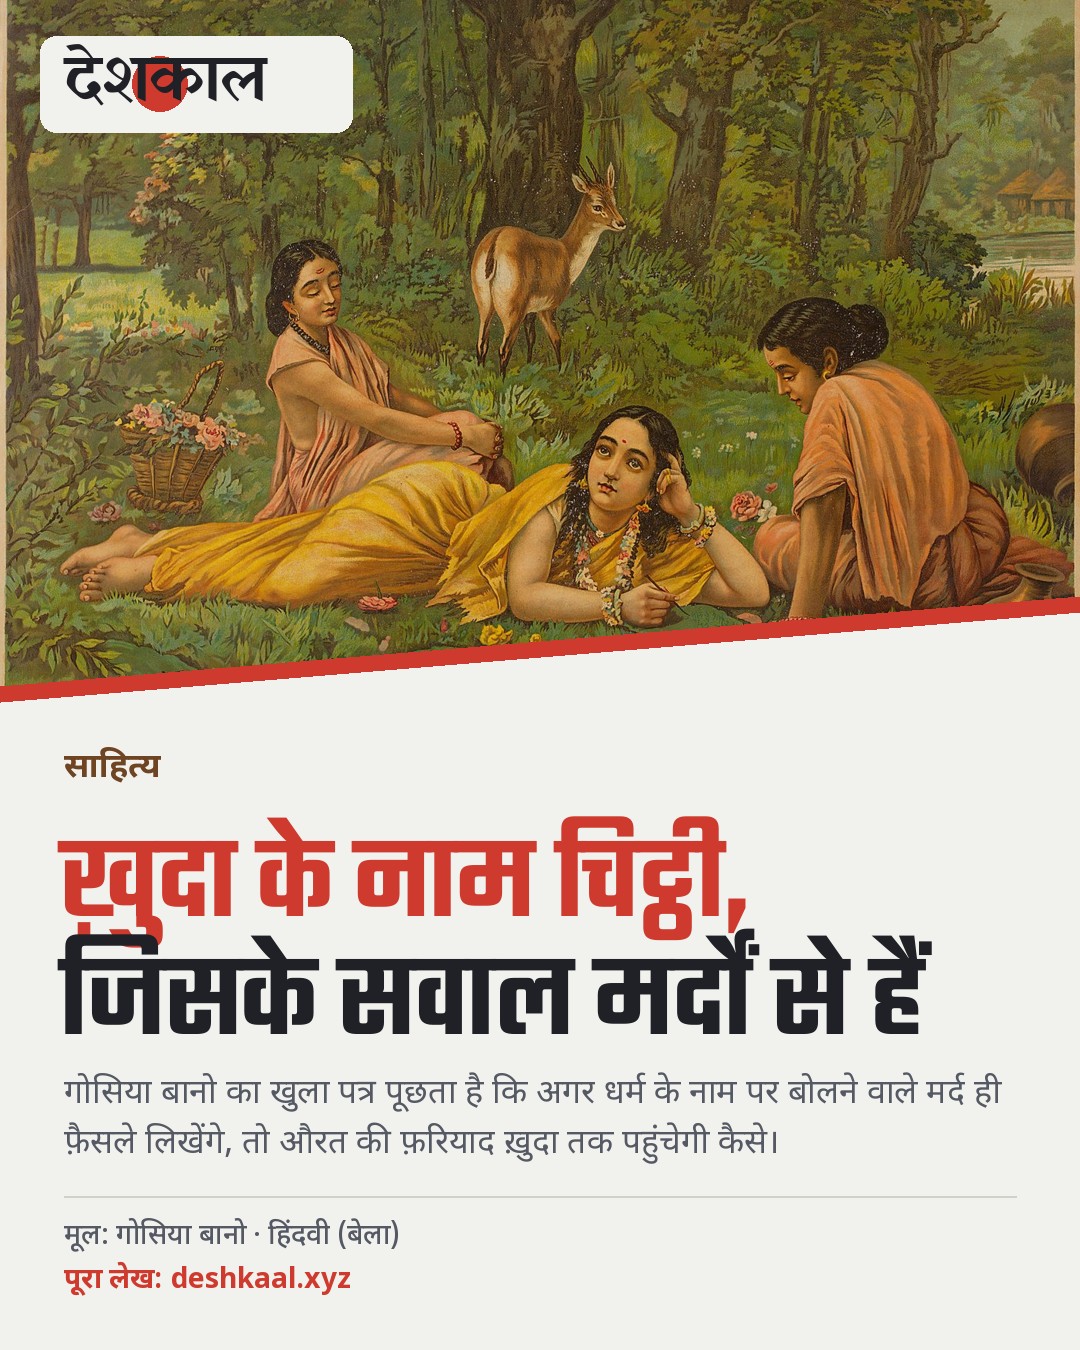 देशकाल
साहित्य
ख़ुदा के नाम चिट्ठी,
जिसके सवाल मर्दों से हैं
गोसिया बानो का खुला पत्र पूछता है कि अगर धर्म के नाम पर बोलने वाले मर्द ही
फ़ैसले लिखेंगे, तो औरत की फ़रियाद ख़ुदा तक पहुंचेगी कैसे।
मूल: गोसिया बानो · हिंदवी (बेला)
पूरा लेख: deshkaal.xyz